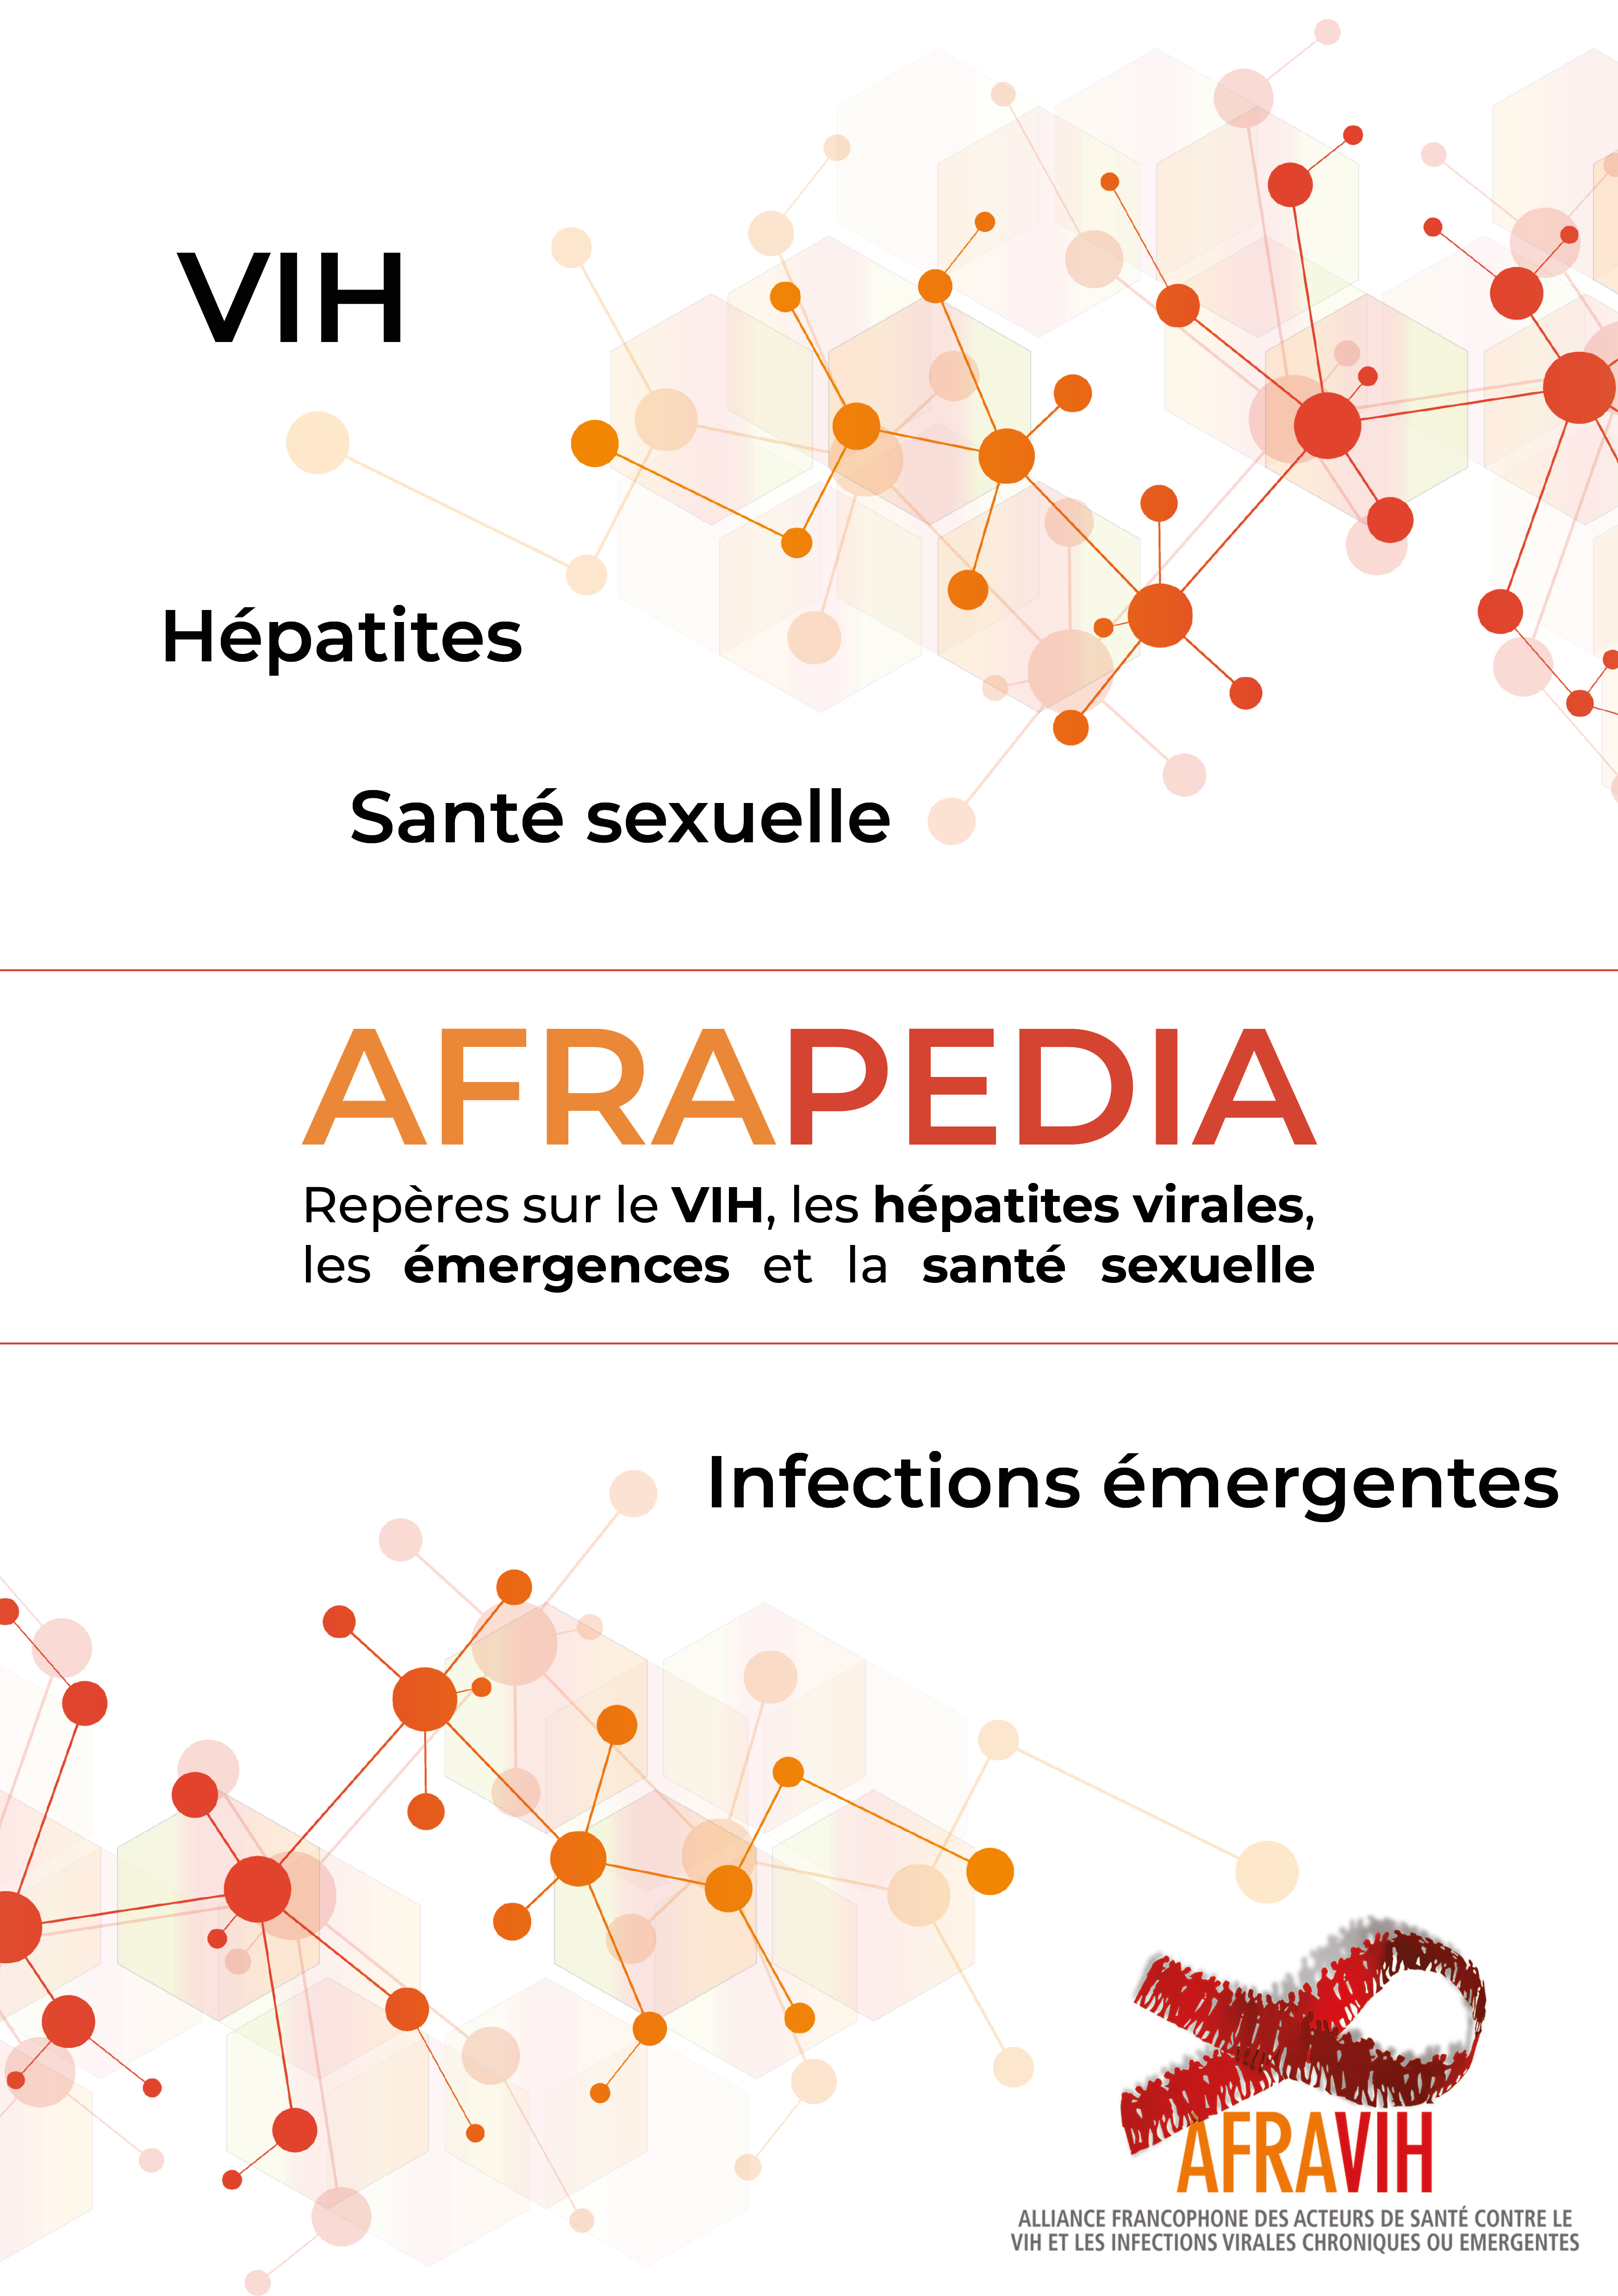 VIH
Hépatites
Santé sexuelle
AFRAPEDIA
Repères sur le VIH, les hépatites virales,
les émergences et la santé sexuelle
Infections émergentes
AFRAVIH
ALLIANCE FRANCOPHONE DES ACTEURS DE SANTÉ CONTRE LE
VIH ET LES INFECTIONS VIRALES CHRONIQUES OU EMERGENTES